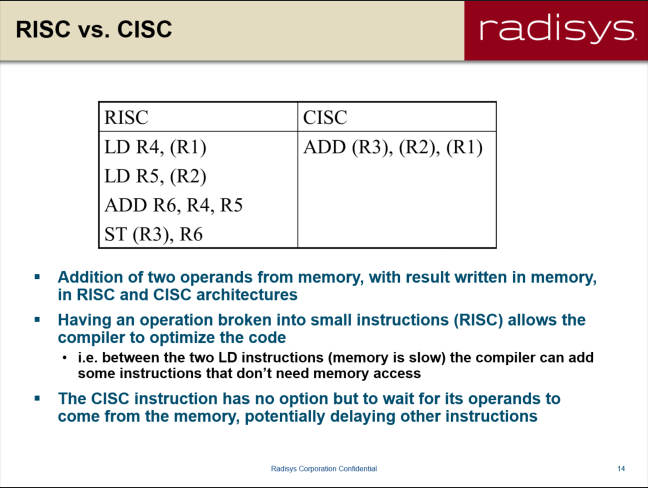 RISC vs. CISC
radisys.
RISC
CISC
LD R4, (R1)
ADD (R3), (R2), (R1)
LD R5, (R2)
ADD R6, R4, R5
ST (R3), R6
▪ Addition of two operands from memory, with result written in memory,
in RISC and CISC architectures
▪ Having an operation broken into small instructions (RISC) allows the
compiler to optimize the code
• i.e. between the two LD instructions (memory is slow) the compiler can add
some instructions that don’t need memory access
▪ The CISC instruction has no option but to wait for its operands to
come from the memory, potentially delaying other instructions
Radisys Corporation Confidential
14